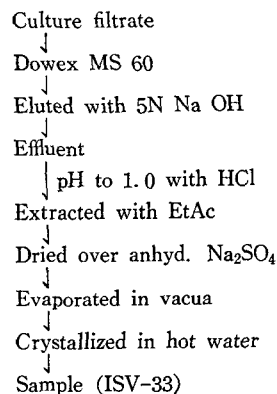 Culture filtrate
Dowex MS 60
Eluted with 5N Na OH
Effluent
pH to 1.0 with HCl
Extracted with EtAc
Dried over anhyd. Na₂SO₄
Evaporated in vacua
Crystallized in hot water
Sample (ISV-33)